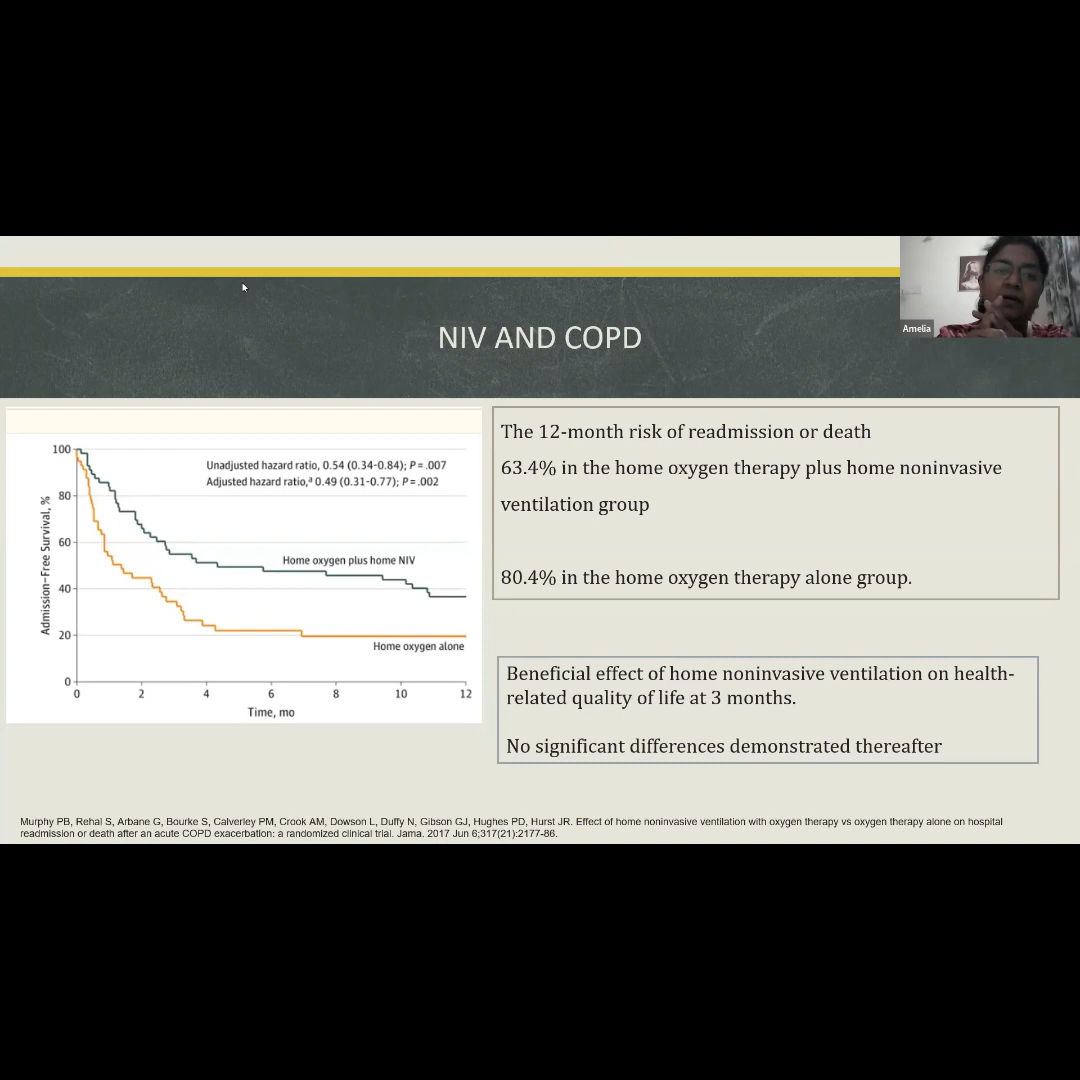 Amelia
NIV AND COPD
100
80
60
40
20
0
Admission–Free Survival, %
Unadjusted hazard ratio, 0.54 (0.34-0.84); P = .007
Adjusted hazard ratio,ᵃ 0.49 (0.31-0.77); P = .002
Home oxygen plus home NIV
Home oxygen alone
0 2 4 6 8 10 12
Time, mo
The 12-month risk of readmission or death
63.4% in the home oxygen therapy plus home noninvasive
ventilation group
80.4% in the home oxygen therapy alone group.
Beneficial effect of home noninvasive ventilation on health-
related quality of life at 3 months.
No significant differences demonstrated thereafter
Murphy PB, Rehal S, Arbane G, Bourke S, Calverley PM, Crook AM, Dowson L, Duffy N, Gibson GJ, Hughes PD, Hurst JR. Effect of home noninvasive ventilation with oxygen therapy vs oxygen therapy alone on hospital
readmission or death after an acute COPD exacerbation: a randomized clinical trial. Jama. 2017 Jun 6;317(21):2177-86.